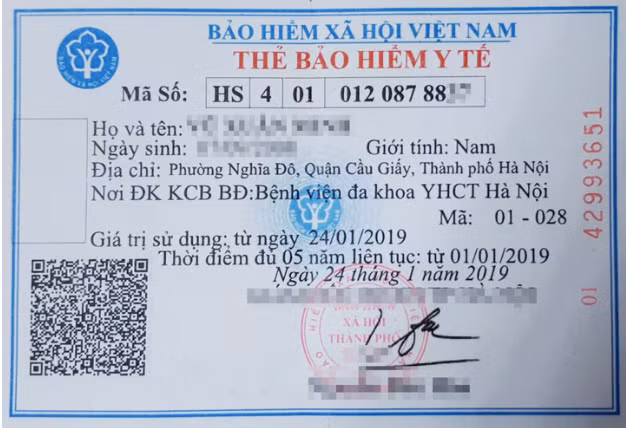 BẢO HIỂM XÃ HỘI VIỆT NAM
THẺ BẢO HIỂM Y TẾ
Mã Số: HS 4 01 012 087 88
Họ và tên:
Ngày sinh: Giới tính: Nam
Địa chỉ: Phường Nghĩa Đô, Quận Cầu Giấy, Thành phố Hà Nội
Nơi ĐK KCB BĐ:Bệnh viện đa khoa YHCT Hà Nội
Mã: 01 - 028
Giá trị sử dụng: từ ngày 24/01/2019
Thời điểm đủ 05 năm liên tục: từ 01/01/2019
Ngày 24 tháng 1 năm 2019
BẢO HIỂM
XÃ HỘI
THÀNH PHỐ
01 42993651